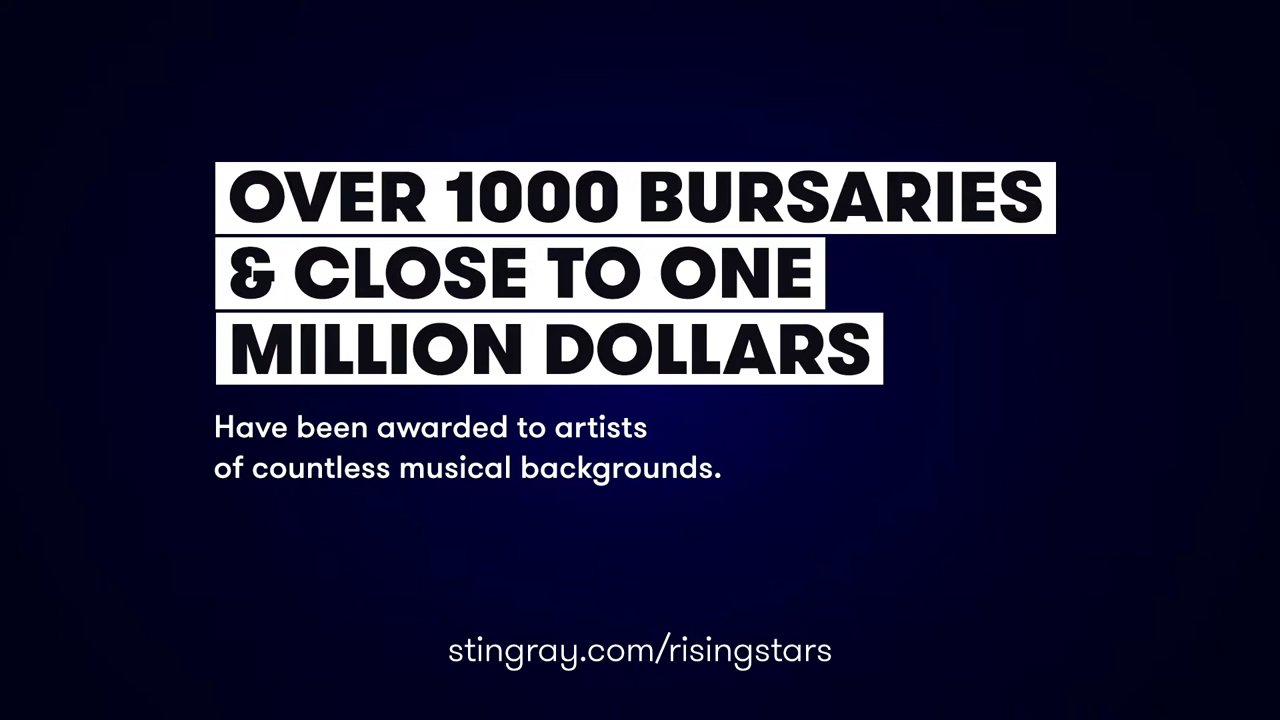 OVER 1000 BURSARIES
& CLOSE TO ONE
MILLION DOLLARS
Have been awarded to artists
of countless musical backgrounds.
stingray.com/risingstars